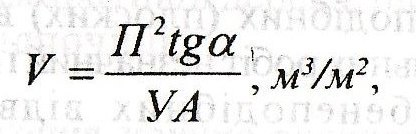 V = П²tgα / УА, м³/м²,